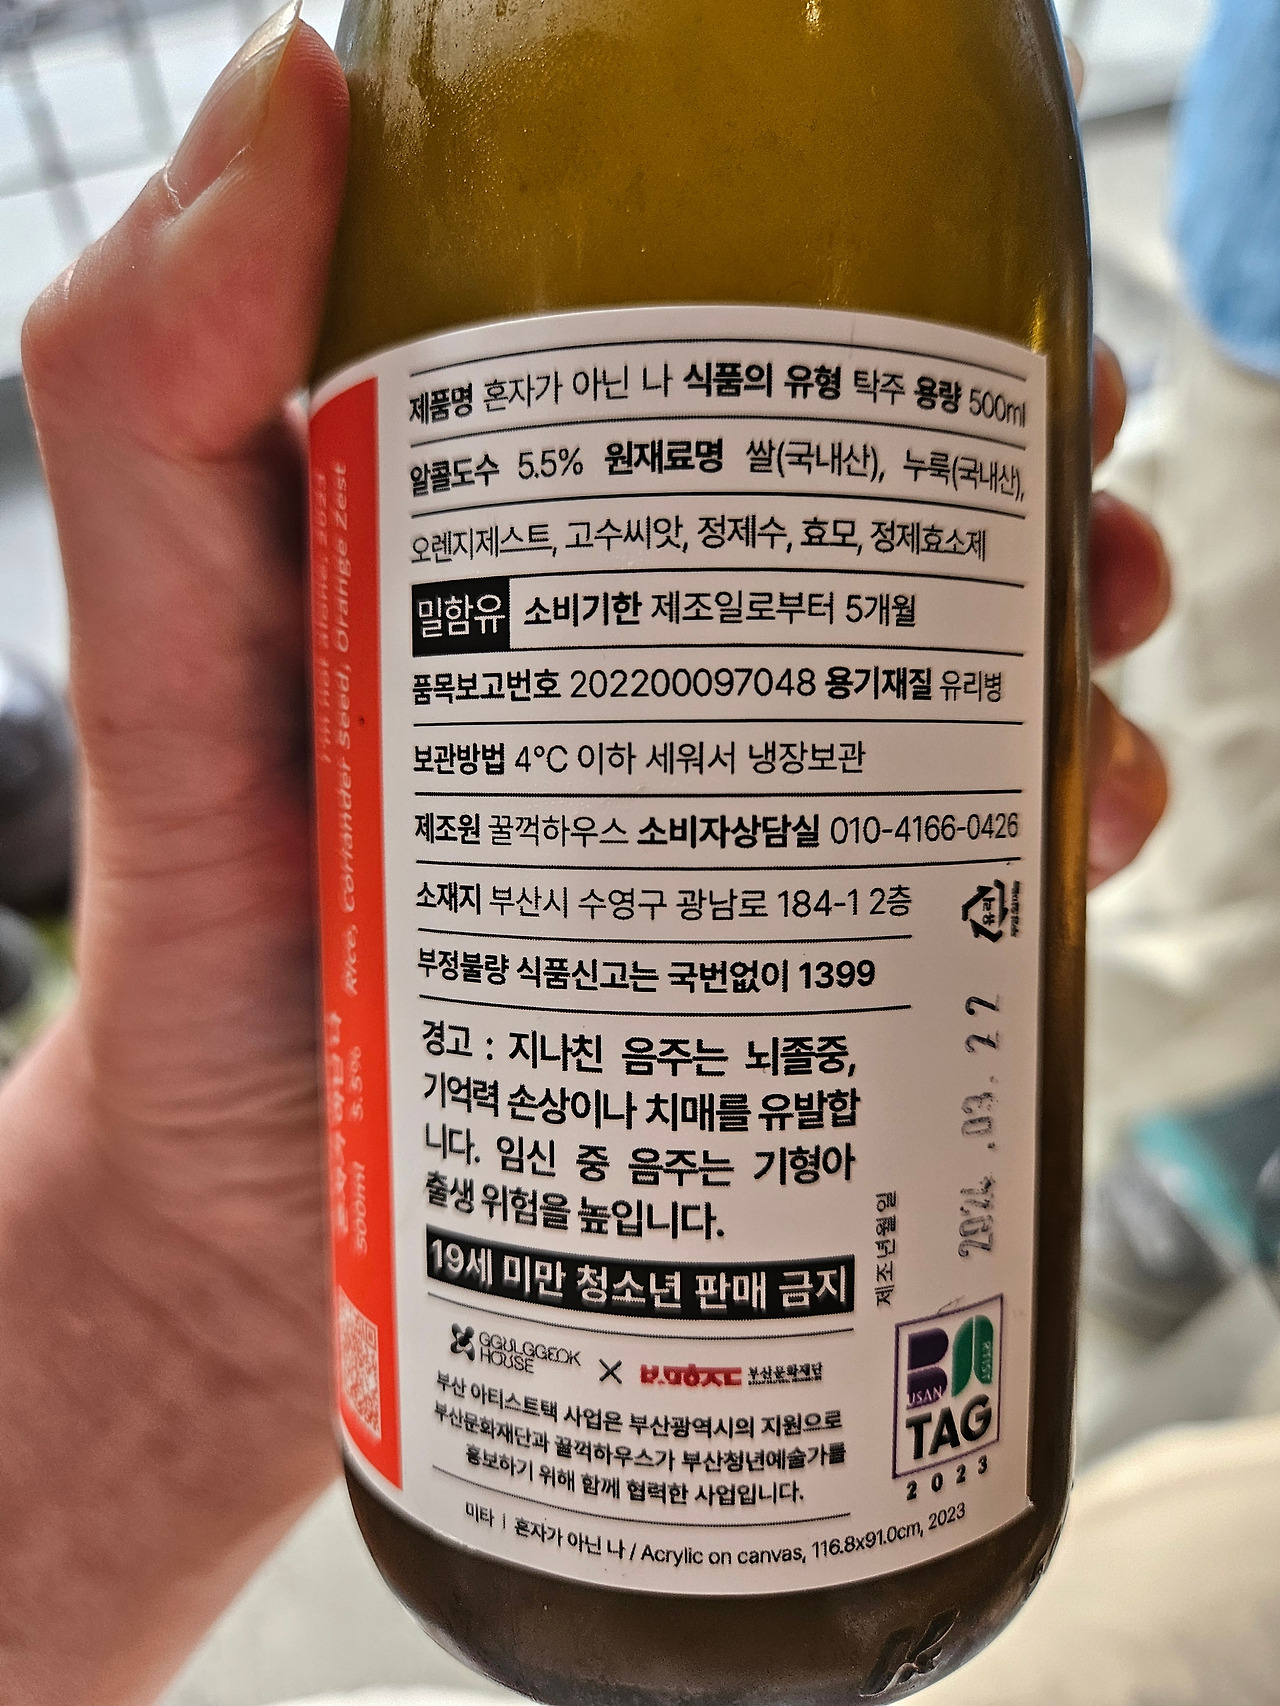 제품명 혼자가 아닌 나 식품의 유형 탁주 용량 500ml
알콜도수 5.5% 원재료명 쌀(국내산), 누룩(국내산),
오렌지제스트, 고수씨앗, 정제수, 효모, 정제효소제
밀함유 소비기한 제조일로부터 5개월
품목보고번호 202200097048 용기재질 유리병
보관방법 4°C 이하 세워서 냉장보관
제조원 꿀꺽하우스 소비자상담실 010-4166-0426
소재지 부산시 수영구 광남로 184-1 2층
부정불량 식품신고는 국번없이 1399
경고 : 지나친 음주는 뇌졸중,
기억력 손상이나 치매를 유발합
니다. 임신 중 음주는 기형아
출생 위험을 높입니다.
19세 미만 청소년 판매 금지
GGULGGEOK
HOUSE
×
부산문화재단
부산 아티스트택 사업은 부산광역시의 지원으로
부산문화재단과 꿀꺽하우스가 부산청년예술가를
홍보하기 위해 함께 협력한 사업입니다.
미타 | 혼자가 아닌 나 / Acrylic on canvas, 116.8x91.0cm, 2023
유리
제조년월일
2024.03.22
BUSAN
ARTIST
TAG
2023
I'm not alone, 2023
Rice, Coriander seed, Orange Zest
혼자가 아닌 나
500ml 5.5%